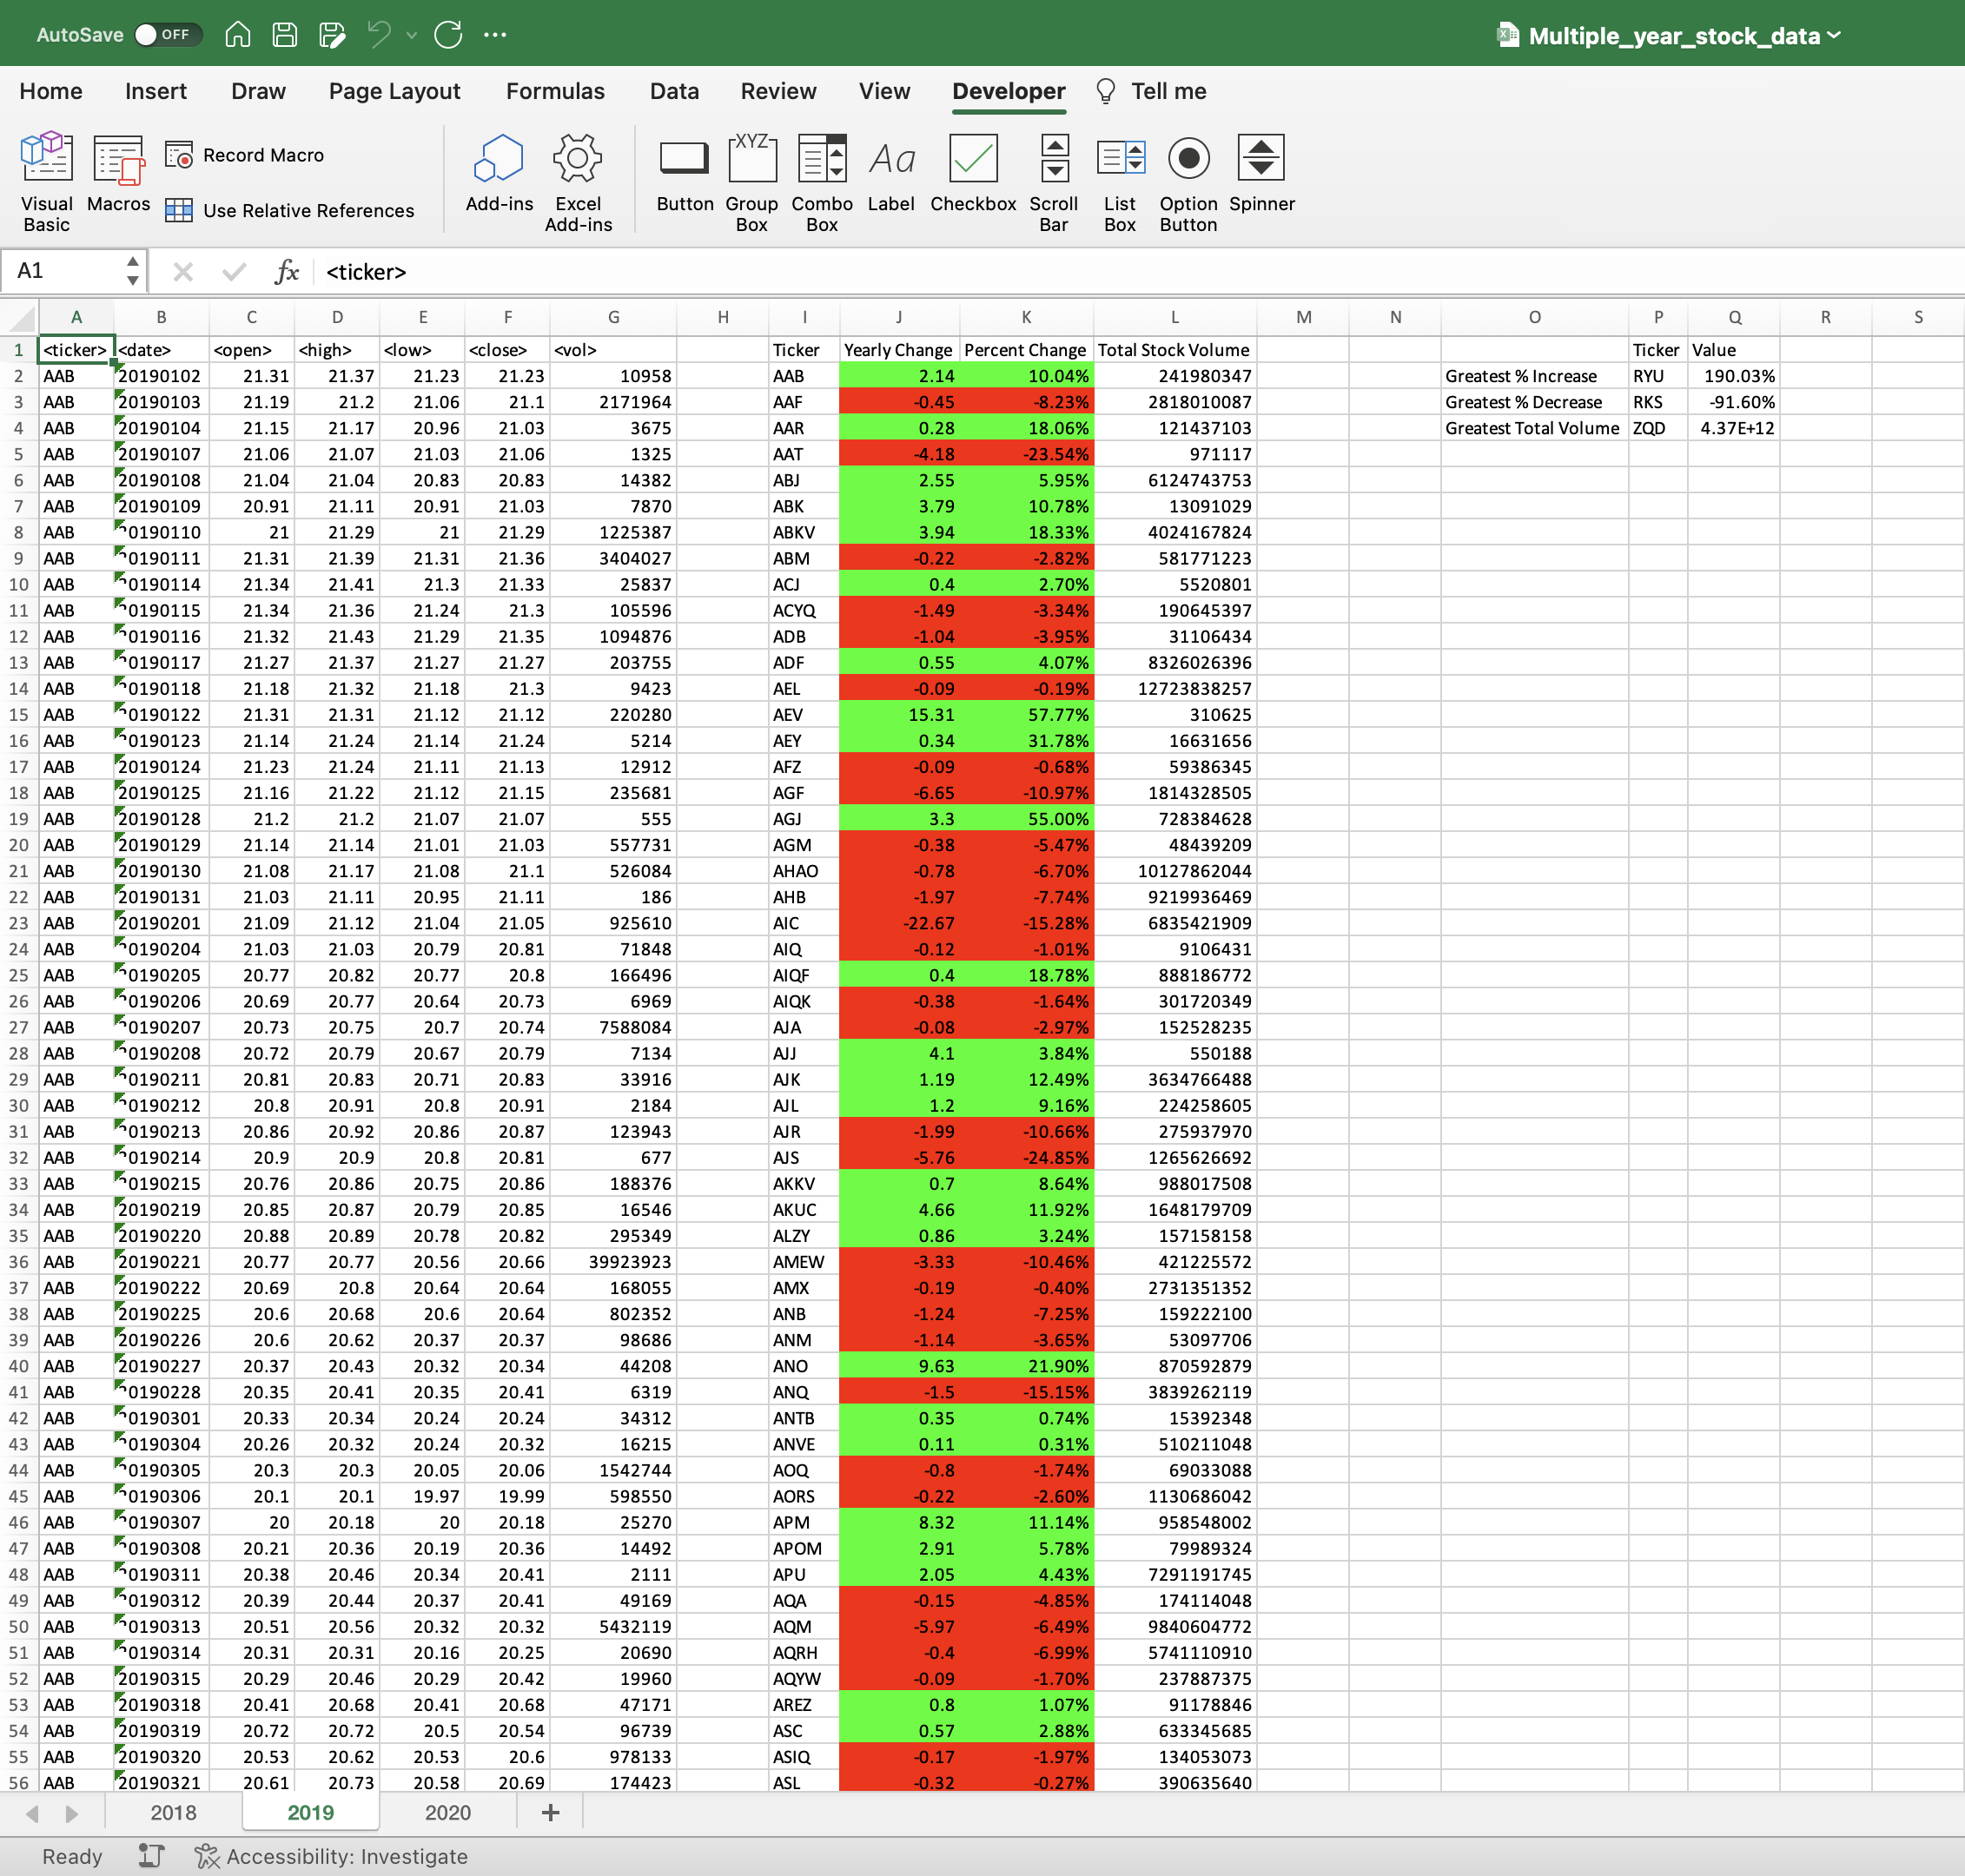 AutoSave OFF Multiple_year_stock_data
Home Insert Draw Page Layout Formulas Data Review View Developer Tell me
Visual Basic Macros Record Macro Use Relative References Add-ins Excel Add-ins Button Group Box Combo Box Label Checkbox Scroll Bar List Box Option Button Spinner
XYZ Aa
A1 fx <ticker>
A B C D E F G H I J K L M N O P Q R S
1 <ticker> <date> <open> <high> <low> <close> <vol> Ticker Yearly Change Percent Change Total Stock Volume Ticker Value
2 AAB 20190102 21.31 21.37 21.23 21.23 10958 AAB 2.14 10.04% 241980347 Greatest % Increase RYU 190.03%
3 AAB 20190103 21.19 21.2 21.06 21.1 2171964 AAF -0.45 -8.23% 2818010087 Greatest % Decrease RKS -91.60%
4 AAB 20190104 21.15 21.17 20.96 21.03 3675 AAR 0.28 18.06% 121437103 Greatest Total Volume ZQD 4.37E+12
5 AAB 20190107 21.06 21.07 21.03 21.06 1325 AAT -4.18 -23.54% 971117
6 AAB 20190108 21.04 21.04 20.83 20.83 14382 ABJ 2.55 5.95% 6124743753
7 AAB 20190109 20.91 21.11 20.91 21.03 7870 ABK 3.79 10.78% 13091029
8 AAB 20190110 21 21.29 21 21.29 1225387 ABKV 3.94 18.33% 4024167824
9 AAB 20190111 21.31 21.39 21.31 21.36 3404027 ABM -0.22 -2.82% 581771223
10 AAB 20190114 21.34 21.41 21.3 21.33 25837 ACJ 0.4 2.70% 5520801
11 AAB 20190115 21.34 21.36 21.24 21.3 105596 ACYQ -1.49 -3.34% 190645397
12 AAB 20190116 21.32 21.43 21.29 21.35 1094876 ADB -1.04 -3.95% 31106434
13 AAB 20190117 21.27 21.37 21.27 21.27 203755 ADF 0.55 4.07% 8326026396
14 AAB 20190118 21.18 21.32 21.18 21.3 9423 AEL -0.09 -0.19% 12723838257
15 AAB 20190122 21.31 21.31 21.12 21.12 220280 AEV 15.31 57.77% 310625
16 AAB 20190123 21.14 21.24 21.14 21.24 5214 AEY 0.34 31.78% 16631656
17 AAB 20190124 21.23 21.24 21.11 21.13 12912 AFZ -0.09 -0.68% 59386345
18 AAB 20190125 21.16 21.22 21.12 21.15 235681 AGF -6.65 -10.97% 1814328505
19 AAB 20190128 21.2 21.2 21.07 21.07 555 AGJ 3.3 55.00% 728384628
20 AAB 20190129 21.14 21.14 21.01 21.03 557731 AGM -0.38 -5.47% 48439209
21 AAB 20190130 21.08 21.17 21.08 21.1 526084 AHAO -0.78 -6.70% 10127862044
22 AAB 20190131 21.03 21.11 20.95 21.11 186 AHB -1.97 -7.74% 9219936469
23 AAB 20190201 21.09 21.12 21.04 21.05 925610 AIC -22.67 -15.28% 6835421909
24 AAB 20190204 21.03 21.03 20.79 20.81 71848 AIQ -0.12 -1.01% 9106431
25 AAB 20190205 20.77 20.82 20.77 20.8 166496 AIQF 0.4 18.78% 888186772
26 AAB 20190206 20.69 20.77 20.64 20.73 6969 AIQK -0.38 -1.64% 301720349
27 AAB 20190207 20.73 20.75 20.7 20.74 7588084 AJA -0.08 -2.97% 152528235
28 AAB 20190208 20.72 20.79 20.67 20.79 7134 AJJ 4.1 3.84% 550188
29 AAB 20190211 20.81 20.83 20.71 20.83 33916 AJK 1.19 12.49% 3634766488
30 AAB 20190212 20.8 20.91 20.8 20.91 2184 AJL 1.2 9.16% 224258605
31 AAB 20190213 20.86 20.92 20.86 20.87 123943 AJR -1.99 -10.66% 275937970
32 AAB 20190214 20.9 20.9 20.8 20.81 677 AJS -5.76 -24.85% 1265626692
33 AAB 20190215 20.76 20.86 20.75 20.86 188376 AKKV 0.7 8.64% 988017508
34 AAB 20190219 20.85 20.87 20.79 20.85 16546 AKUC 4.66 11.92% 1648179709
35 AAB 20190220 20.88 20.89 20.78 20.82 295349 ALZY 0.86 3.24% 157158158
36 AAB 20190221 20.77 20.77 20.56 20.66 39923923 AMEW -3.33 -10.46% 421225572
37 AAB 20190222 20.69 20.8 20.64 20.64 168055 AMX -0.19 -0.40% 2731351352
38 AAB 20190225 20.6 20.68 20.6 20.64 802352 ANB -1.24 -7.25% 159222100
39 AAB 20190226 20.6 20.62 20.37 20.37 98686 ANM -1.14 -3.65% 53097706
40 AAB 20190227 20.37 20.43 20.32 20.34 44208 ANO 9.63 21.90% 870592879
41 AAB 20190228 20.35 20.41 20.35 20.41 6319 ANQ -1.5 -15.15% 3839262119
42 AAB 20190301 20.33 20.34 20.24 20.24 34312 ANTB 0.35 0.74% 15392348
43 AAB 20190304 20.26 20.32 20.24 20.32 16215 ANVE 0.11 0.31% 510211048
44 AAB 20190305 20.3 20.3 20.05 20.06 1542744 AOQ -0.8 -1.74% 69033088
45 AAB 20190306 20.1 20.1 19.97 19.99 598550 AORS -0.22 -2.60% 1130686042
46 AAB 20190307 20 20.18 20 20.18 25270 APM 8.32 11.14% 958548002
47 AAB 20190308 20.21 20.36 20.19 20.36 14492 APOM 2.91 5.78% 79989324
48 AAB 20190311 20.38 20.46 20.34 20.41 2111 APU 2.05 4.43% 7291191745
49 AAB 20190312 20.39 20.44 20.37 20.41 49169 AQA -0.15 -4.85% 174114048
50 AAB 20190313 20.51 20.56 20.32 20.32 5432119 AQM -5.97 -6.49% 9840604772
51 AAB 20190314 20.31 20.31 20.16 20.25 20690 AQRH -0.4 -6.99% 5741110910
52 AAB 20190315 20.29 20.46 20.29 20.42 19960 AQYW -0.09 -1.70% 237887375
53 AAB 20190318 20.41 20.68 20.41 20.68 47171 AREZ 0.8 1.07% 91178846
54 AAB 20190319 20.72 20.72 20.5 20.54 96739 ASC 0.57 2.88% 633345685
55 AAB 20190320 20.53 20.62 20.53 20.6 978133 ASIQ -0.17 -1.97% 134053073
56 AAB 20190321 20.61 20.73 20.58 20.69 174423 ASL -0.32 -0.27% 390635640
2018 2019 2020 +
Ready Accessibility: Investigate